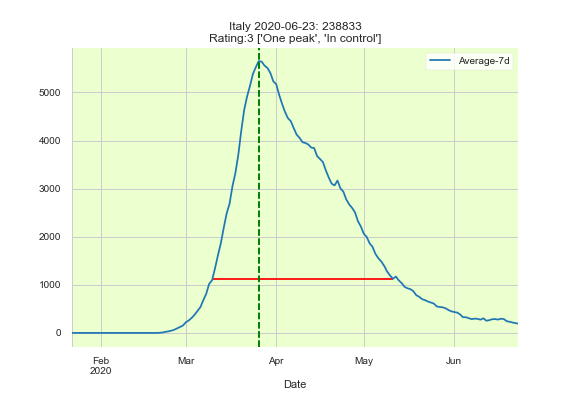 Italy 2020-06-23: 238833
Rating:3 ['One peak', 'In control']
Average-7d
5000
4000
3000
2000
1000
0
Feb Mar Apr May Jun
2020
Date